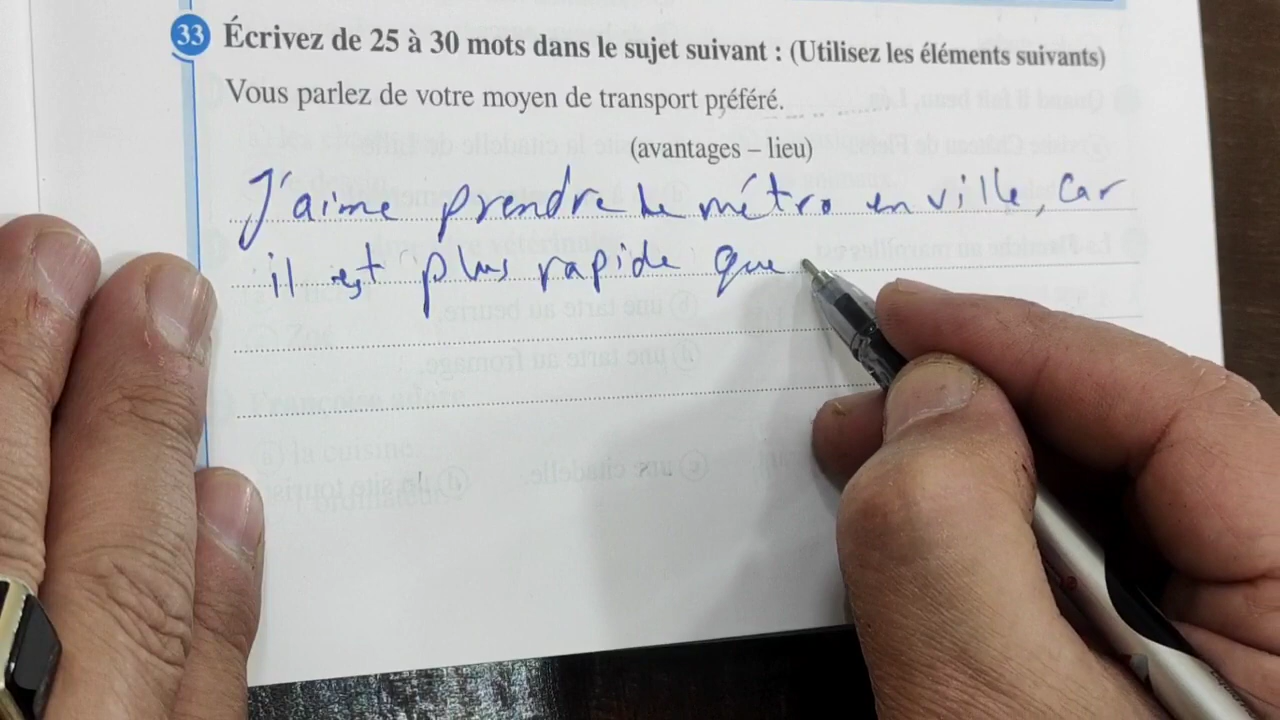 33 Écrivez de 25 à 30 mots dans le sujet suivant : (Utilisez les éléments suivants)
Vous parlez de votre moyen de transport préféré.
(avantages – lieu)
J'aime prendre le métro en ville, car
il est plus rapide que